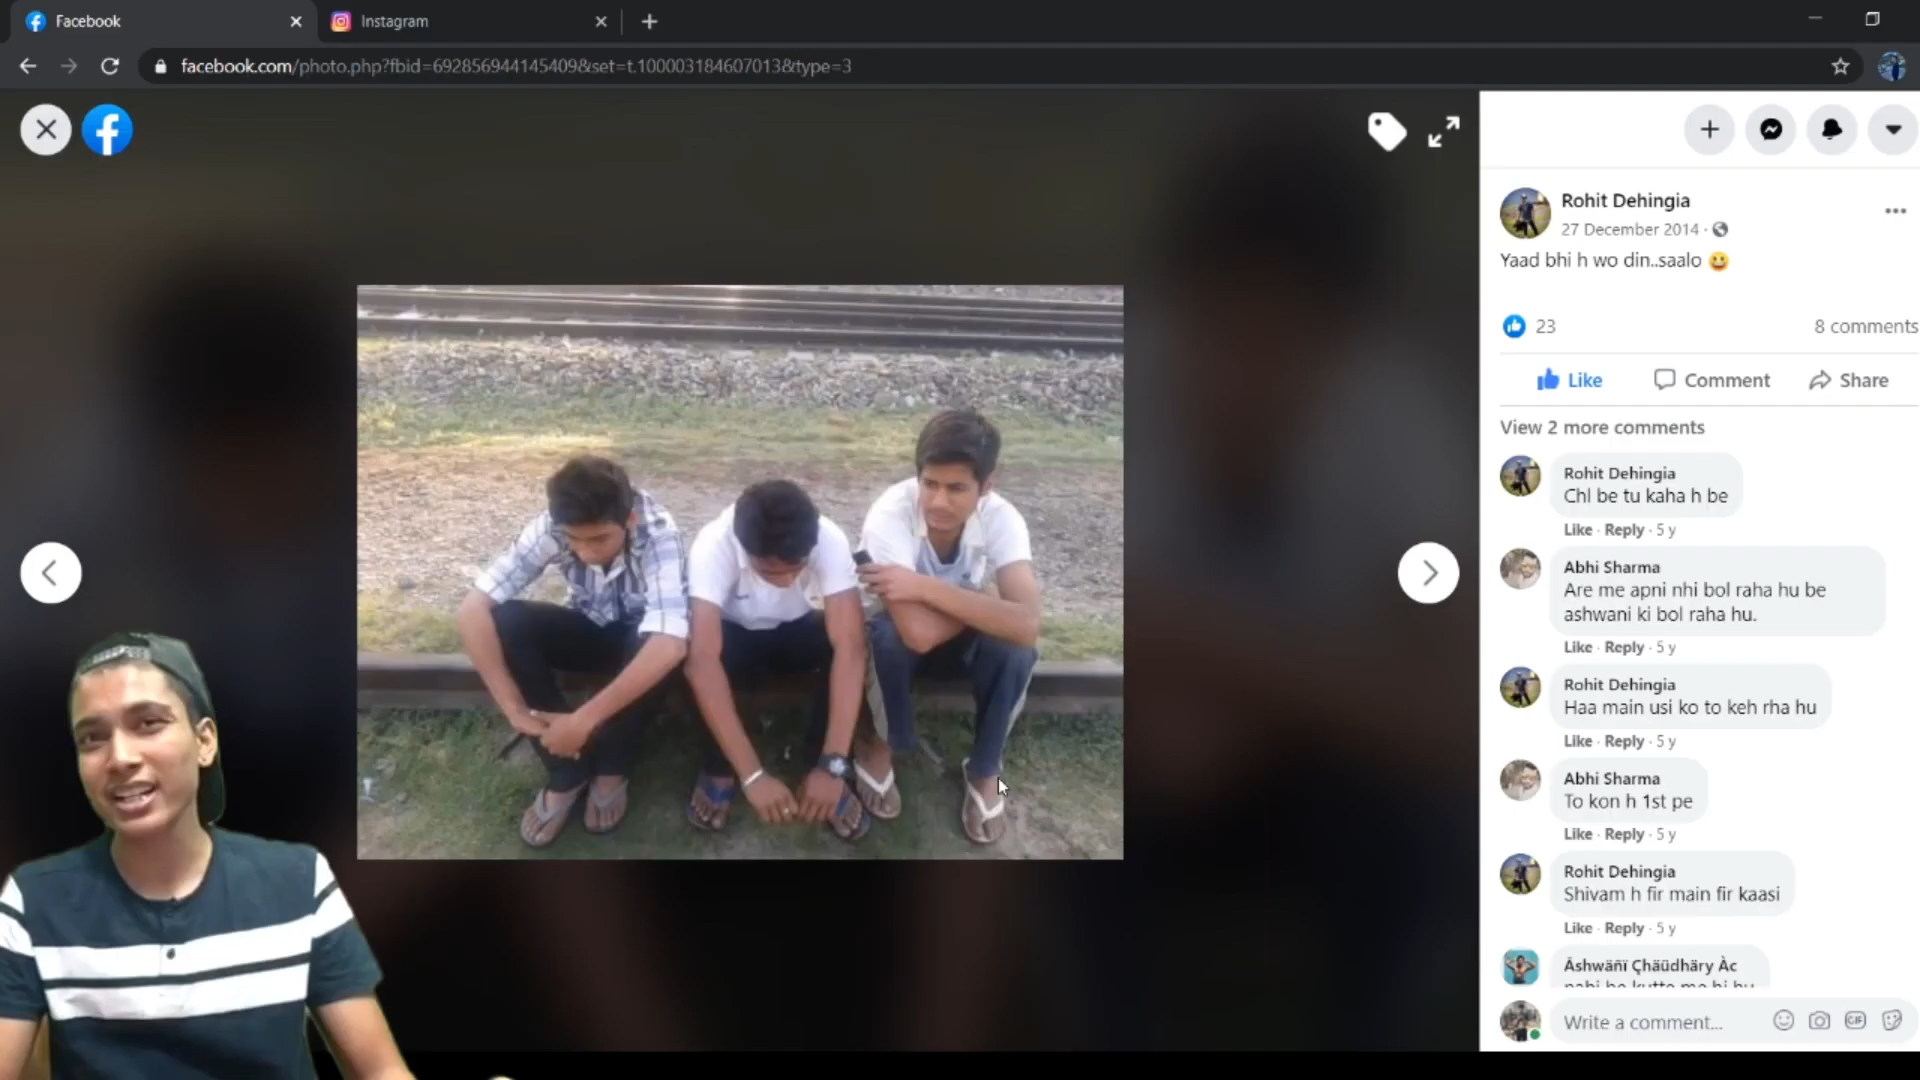 Facebook
Instagram
facebook.com/photo.php?fbid=692856944145409&set=t.100003184607013&type=3
Rohit Dehingia
27 December 2014 ·
Yaad bhi h wo din..saalo 😃
23
8 comments
Like
Comment
Share
View 2 more comments
Rohit Dehingia
Chl be tu kaha h be
Like · Reply · 5 y
Abhi Sharma
Are me apni nhi bol raha hu be
ashwani ki bol raha hu.
Like · Reply · 5 y
Rohit Dehingia
Haa main usi ko to keh rha hu
Like · Reply · 5 y
Abhi Sharma
To kon h 1st pe
Like · Reply · 5 y
Rohit Dehingia
Shivam h fir main fir kaasi
Like · Reply · 5 y
Äshwäñï Çhäüdhäry Àc
Write a comment...
GIF